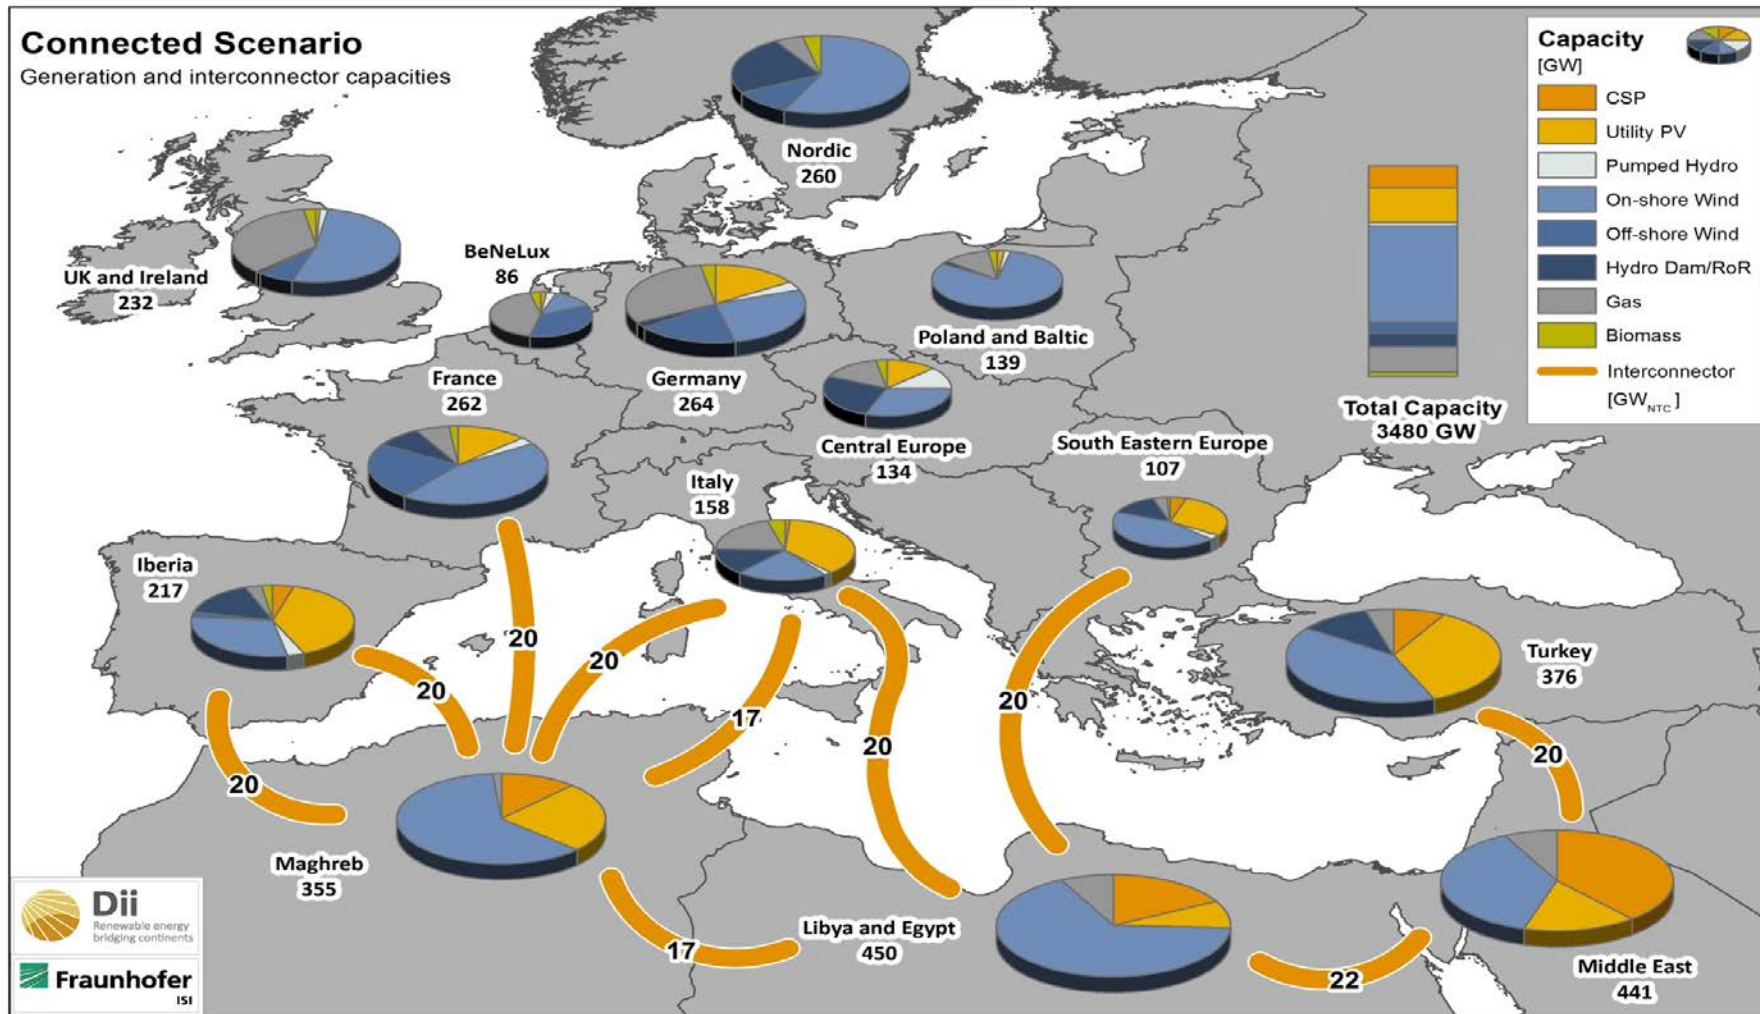 Connected Scenario
Generation and interconnector capacities
Nordic
260
UK and Ireland
232
BeNeLux
86
France
262
Germany
264
Poland and Baltic
139
Central Europe
134
South Eastern Europe
107
Italy
158
Iberia
217
Turkey
376
Maghreb
355
Libya and Egypt
450
Middle East
441
20
20
20
20
17
20
20
20
17
22
Total Capacity
3480 GW
Capacity
[GW]
CSP
Utility PV
Pumped Hydro
On-shore Wind
Off-shore Wind
Hydro Dam/RoR
Gas
Biomass
Interconnector
[GW_NTC]
Dii
Renewable energy
bridging continents
Fraunhofer
ISI